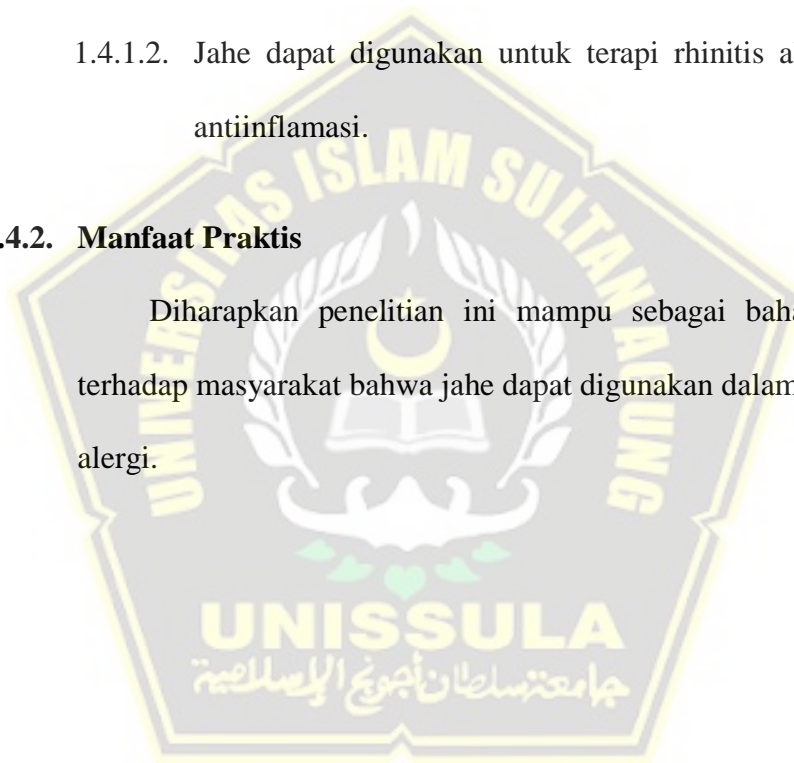 1.4.1.2. Jahe dapat digunakan untuk terapi rhinitis a
antiinflamasi.
.4.2. Manfaat Praktis
Diharapkan penelitian ini mampu sebagai baha
terhadap masyarakat bahwa jahe dapat digunakan dalam
alergi.
UNIVERSITAS ISLAM SULTAN AGUNG
UNISSULA
جامعة سلطان أجونج الإسلامية